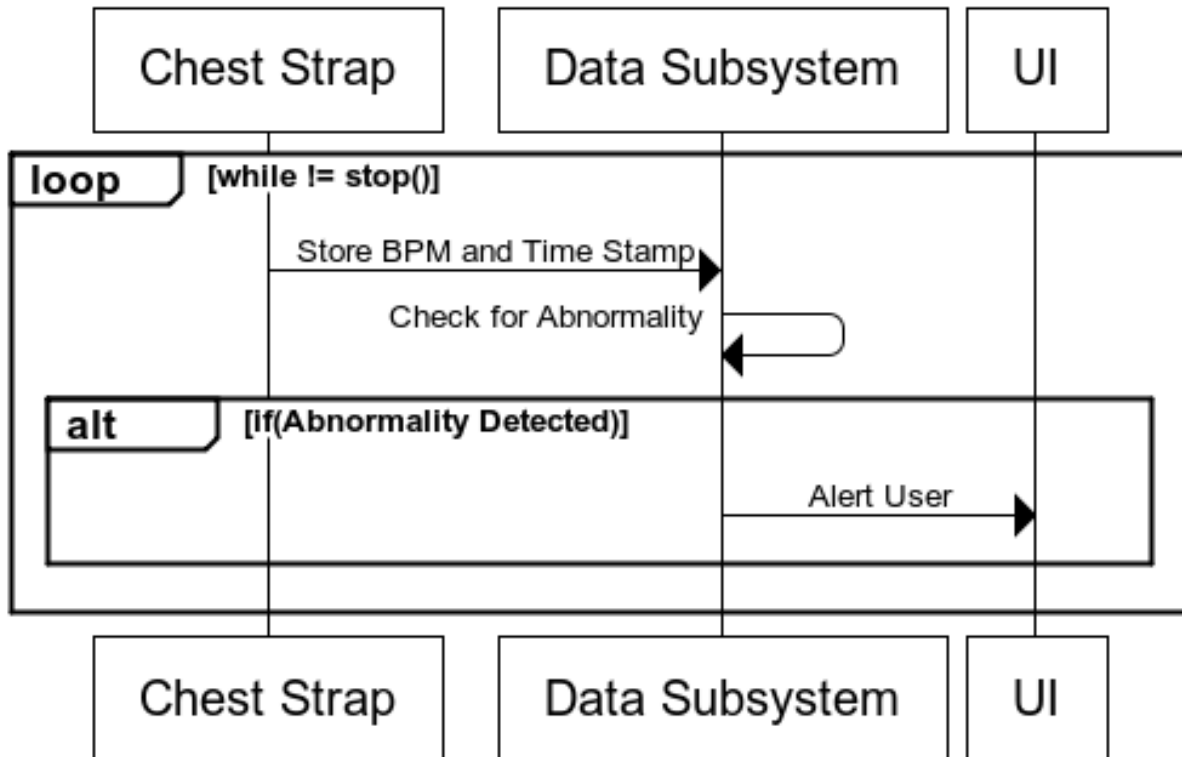 Chest Strap
Data Subsystem
UI
loop
[while != stop()]
Store BPM and Time Stamp
Check for Abnormality
alt
[if(Abnormality Detected)]
Alert User
Chest Strap
Data Subsystem
UI